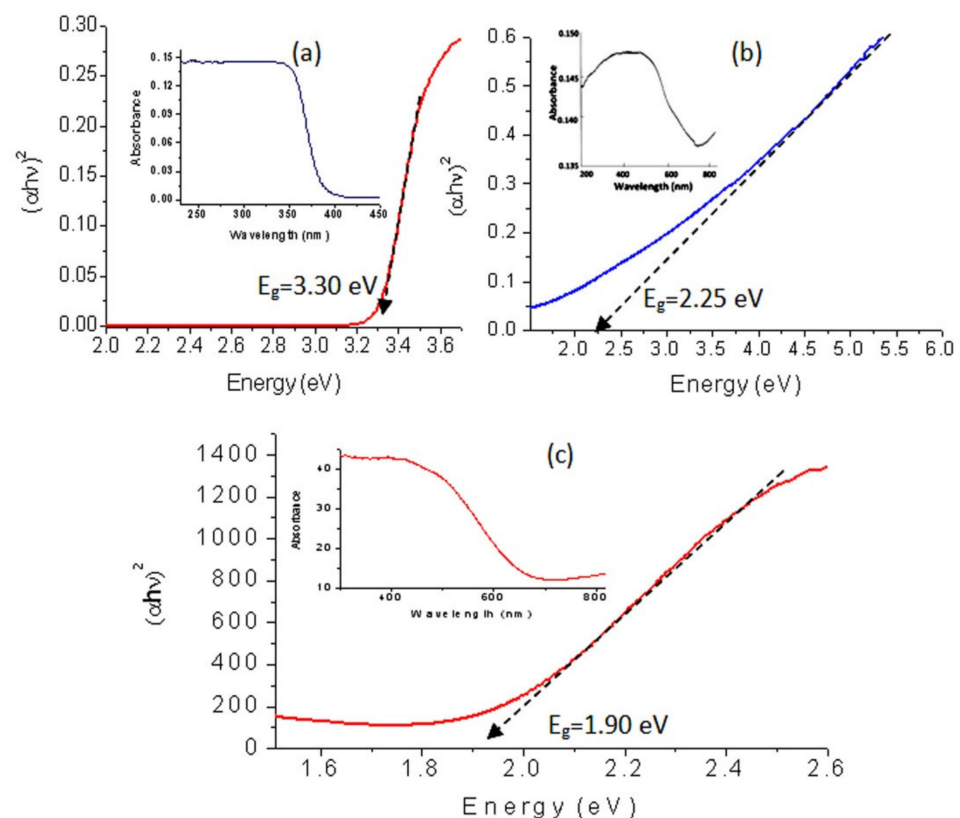 (a)
(αhν)²
0.30
0.25
0.20
0.15
0.10
0.05
0.00
2.0 2.2 2.4 2.6 2.8 3.0 3.2 3.4 3.6
Energy (eV)
Eg=3.30 eV
Absorbance
0.15
0.12
0.09
0.06
0.03
0.00
250 300 350 400 450
Wavelength (nm)
(b)
(αhν)²
0.6
0.5
0.4
0.3
0.2
0.1
0.0
2.0 2.5 3.0 3.5 4.0 4.5 5.0 5.5 6.0
Energy (eV)
Eg=2.25 eV
Absorbance
0.150
0.145
0.140
0.135
200 400 600 800
Wavelength (nm)
(c)
(αhν)²
1400
1200
1000
800
600
400
200
0
1.6 1.8 2.0 2.2 2.4 2.6
Energy (eV)
Eg=1.90 eV
Absorbance
40
30
20
10
400 600 800
Wavelength (nm)